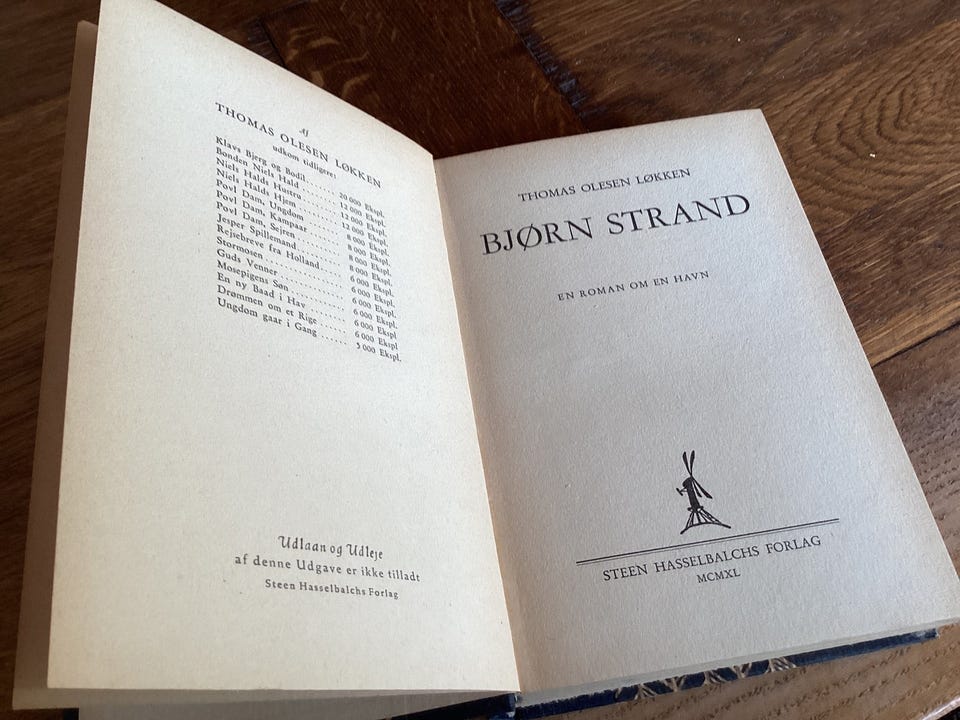 Af
THOMAS OLESEN LØKKEN
udkom tidligere:
Klavs Bjerg og Bodil....... 20 000 Ekspl.
Bonden Niels Hald........ 12 000 Ekspl.
Niels Halds Hustru........ 12 000 Ekspl.
Niels Halds Hjem......... 12 000 Ekspl.
Povl Dam, Ungdom........ 8 000 Ekspl.
Povl Dam, Kampaar....... 8 000 Ekspl.
Povl Dam, Sejren......... 8 000 Ekspl.
Jesper Spillemand......... 6 000 Ekspl.
Rejsebreve fra Holland.... 6 000 Ekspl.
Stormosen............... 6 000 Ekspl.
Guds Venner............ 6 000 Ekspl.
Mosepigens Søn.......... 6 000 Ekspl.
En ny Baad i Hav........ 6 000 Ekspl
Drømmen om et Rige...... 6 000 Ekspl
Ungdom gaar i Gang...... 5 000 Ekspl.
Udlaan og Udleje
af denne Udgave er ikke tilladt
Steen Hasselbalchs Forlag
THOMAS OLESEN LØKKEN
BJØRN STRAND
EN ROMAN OM EN HAVN
STEEN HASSELBALCHS FORLAG
MCMXL